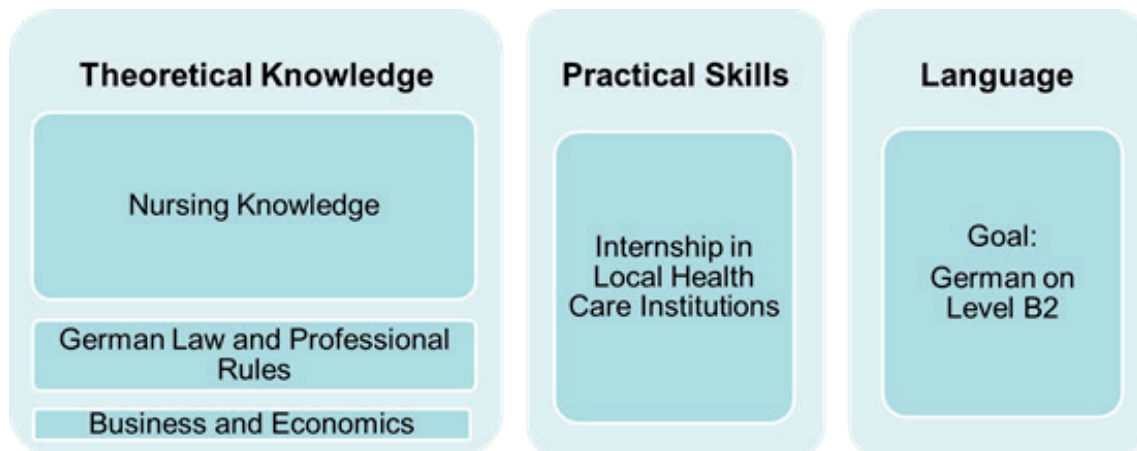 Theoretical Knowledge
Nursing Knowledge
German Law and Professional
Rules
Business and Economics
Practical Skills
Internship in
Local Health
Care Institutions
Language
Goal:
German on
Level B2